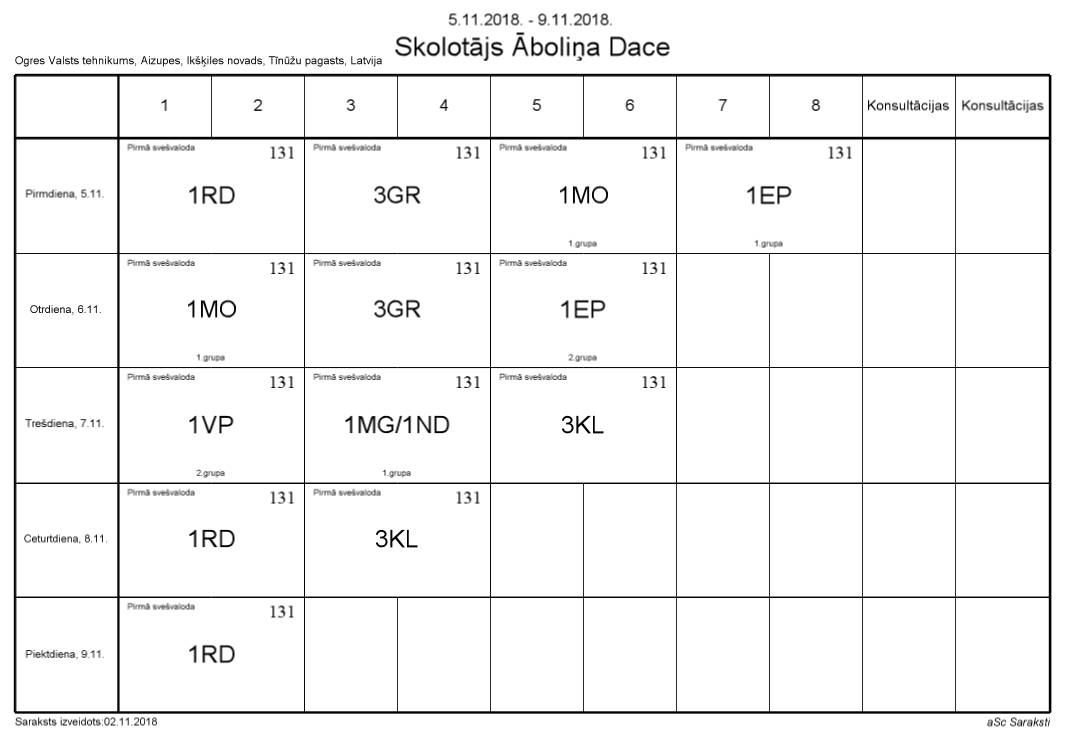 5.11.2018. - 9.11.2018.
Skolotājs Āboliņa Dace
Ogres Valsts tehnikums, Aizupes, Ikšķiles novads, Tīnūžu pagasts, Latvija
1 2 3 4 5 6 7 8 Konsultācijas Konsultācijas
Pirmdiena, 5.11.
Pirmā svešvaloda 131
1RD
Pirmā svešvaloda 131
3GR
Pirmā svešvaloda 131
1MO
1.grupa
Pirmā svešvaloda 131
1EP
1.grupa
Otrdiena, 6.11.
Pirmā svešvaloda 131
1MO
1.grupa
Pirmā svešvaloda 131
3GR
Pirmā svešvaloda 131
1EP
2.grupa
Trešdiena, 7.11.
Pirmā svešvaloda 131
1VP
2.grupa
Pirmā svešvaloda 131
1MG/1ND
1.grupa
Pirmā svešvaloda 131
3KL
Ceturtdiena, 8.11.
Pirmā svešvaloda 131
1RD
Pirmā svešvaloda 131
3KL
Piektdiena, 9.11.
Pirmā svešvaloda 131
1RD
Saraksts izveidots:02.11.2018
aSc Saraksti